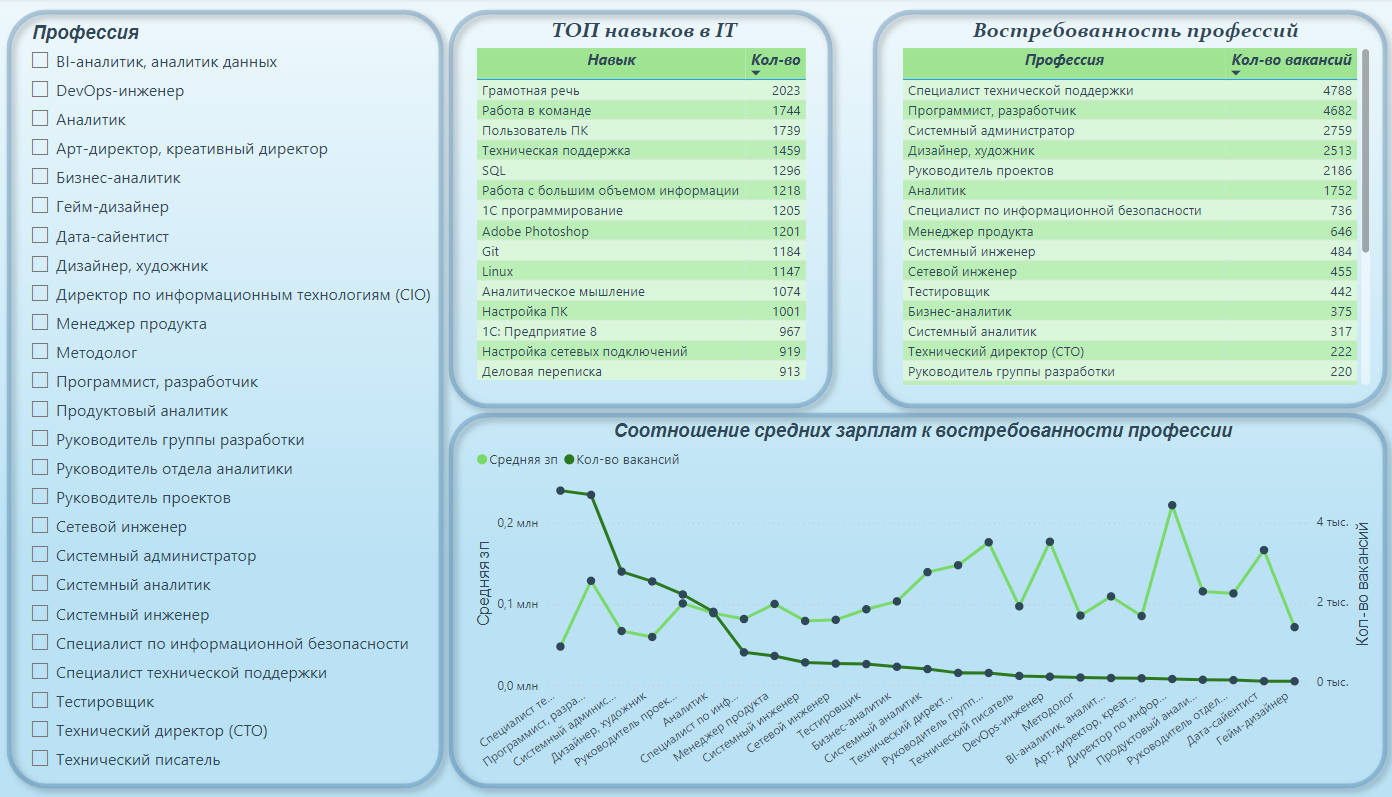 Профессия
BI-аналитик, аналитик данных
DevOps-инженер
Аналитик
Арт-директор, креативный директор
Бизнес-аналитик
Гейм-дизайнер
Дата-сайентист
Дизайнер, художник
Директор по информационным технологиям (CIO)
Менеджер продукта
Методолог
Программист, разработчик
Продуктовый аналитик
Руководитель группы разработки
Руководитель отдела аналитики
Руководитель проектов
Сетевой инженер
Системный администратор
Системный аналитик
Системный инженер
Специалист по информационной безопасности
Специалист технической поддержки
Тестировщик
Технический директор (CTO)
Технический писатель
ТОП навыков в IT
Навык Кол-во
Грамотная речь 2023
Работа в команде 1744
Пользователь ПК 1739
Техническая поддержка 1459
SQL 1296
Работа с большим объемом информации 1218
1С программирование 1205
Adobe Photoshop 1201
Git 1184
Linux 1147
Аналитическое мышление 1074
Настройка ПК 1001
1С: Предприятие 8 967
Настройка сетевых подключений 919
Деловая переписка 913
Востребованность профессий
Профессия Кол-во вакансий
Специалист технической поддержки 4788
Программист, разработчик 4682
Системный администратор 2759
Дизайнер, художник 2513
Руководитель проектов 2186
Аналитик 1752
Специалист по информационной безопасности 736
Менеджер продукта 646
Системный инженер 484
Сетевой инженер 455
Тестировщик 442
Бизнес-аналитик 375
Системный аналитик 317
Технический директор (CTO) 222
Руководитель группы разработки 220
Соотношение средних зарплат к востребованности профессии
Средняя зп Кол-во вакансий
Средняя зп
0,2 млн
0,1 млн
0,0 млн
4 тыс.
2 тыс.
0 тыс.
Кол-во вакансий
Специалист те...
Программист, разра...
Системный админис...
Дизайнер, художник
Руководитель проек...
Аналитик
Специалист по инф...
Менеджер продукта
Системный инженер
Сетевой инженер
Тестировщик
Бизнес-аналитик
Системный аналитик
Технический директ...
Руководитель групп...
Технический писатель
DevOps-инженер
Методолог
BI-аналитик, аналит...
Арт-директор, креат...
Директор по инфор...
Продуктовый анали...
Руководитель отдел...
Дата-сайентист
Гейм-дизайнер